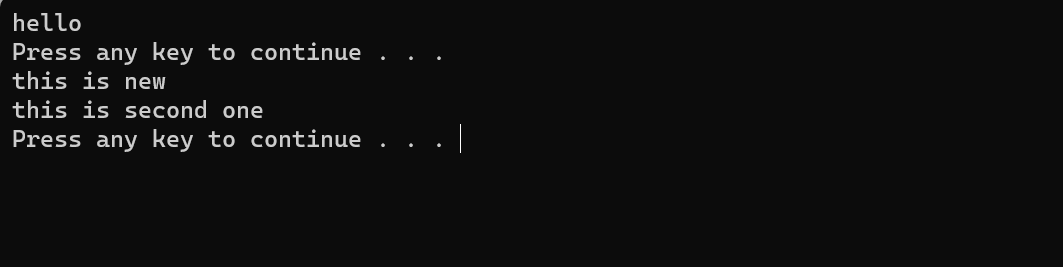 hello
Press any key to continue . . .
this is new
this is second one
Press any key to continue . . .